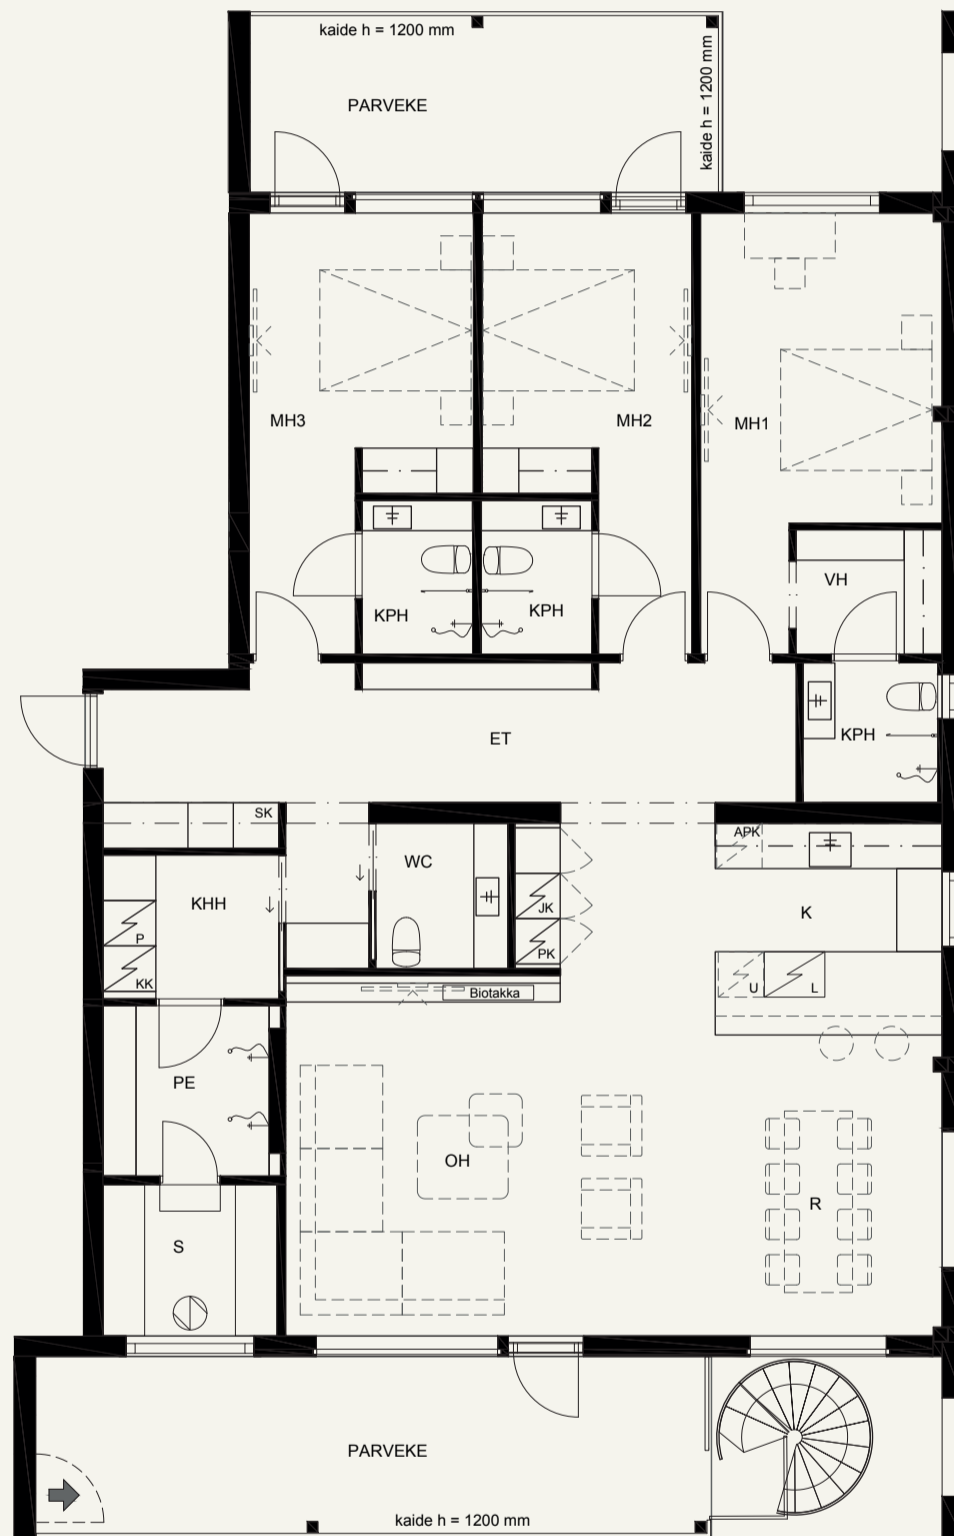 kaide h = 1200 mm
kaide h = 1200 mm
PARVEKE
MH3
MH2
MH1
VH
KPH
KPH
KPH
ET
SK
WC
APK
KHH
JK
K
P
PK
KK
U
L
Biotakka
PE
OH
R
S
PARVEKE
kaide h = 1200 mm